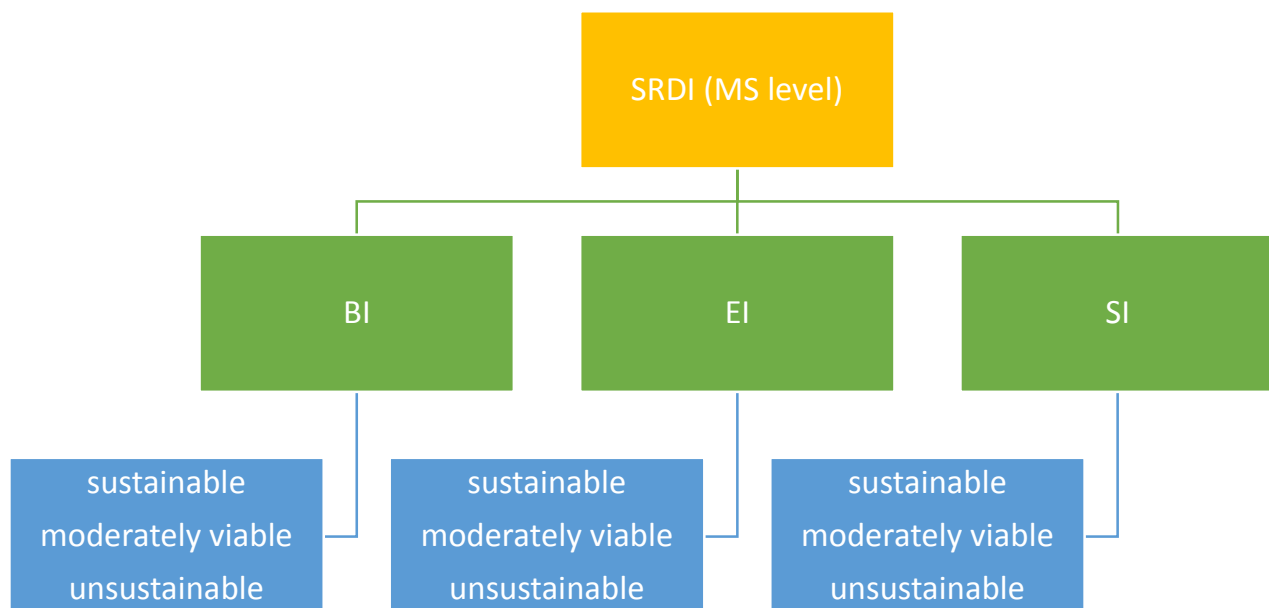 SRDI (MS level)
BI
EI
SI
sustainable
moderately viable
unsustainable
sustainable
moderately viable
unsustainable
sustainable
moderately viable
unsustainable